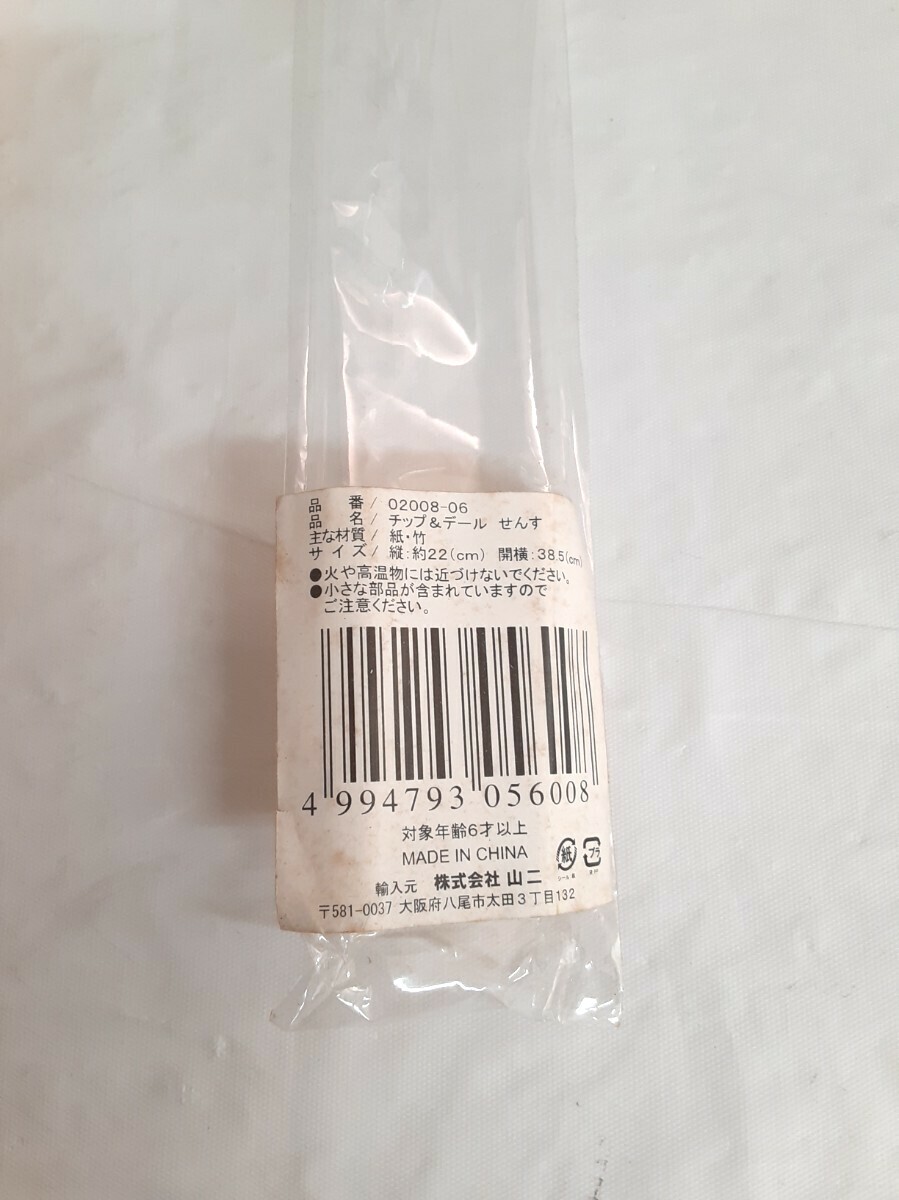 品　番/ 02008-06
品　名/ チップ&デール せんす
主な材質/ 紙・竹
サ イ ズ/ 縦:約22(cm) 開横:38.5(cm)
●火や高温物には近づけないでください。
●小さな部品が含まれていますので
ご注意ください。
4 994793 056008
対象年齢6才以上
MADE IN CHINA
紙 プラ
輸入元 株式会社 山二
〒581-0037 大阪府八尾市太田3丁目132